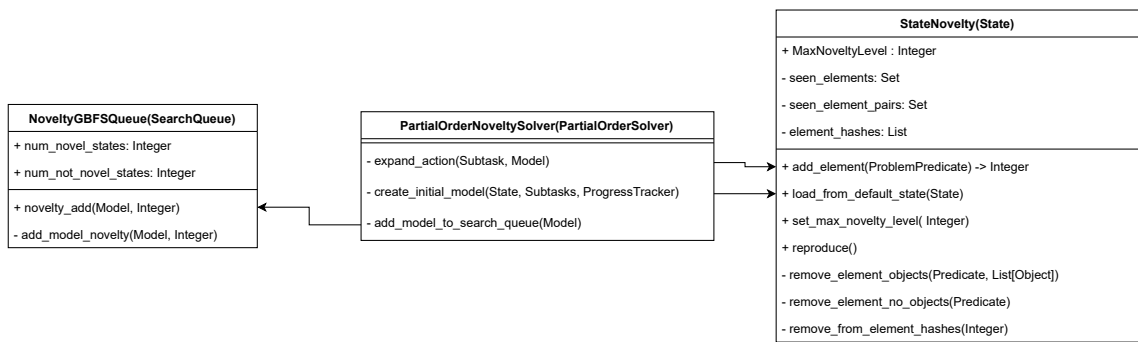 NoveltyGBFSQueue(SearchQueue)
+ num_novel_states: Integer
+ num_not_novel_states: Integer
+ novelty_add(Model, Integer)
- add_model_novelty(Model, Integer)
PartialOrderNoveltySolver(PartialOrderSolver)
- expand_action(Subtask, Model)
- create_initial_model(State, Subtasks, ProgressTracker)
- add_model_to_search_queue(Model)
StateNovelty(State)
+ MaxNoveltyLevel : Integer
- seen_elements: Set
- seen_element_pairs: Set
- element_hashes: List
+ add_element(ProblemPredicate) -> Integer
+ load_from_default_state(State)
+ set_max_novelty_level( Integer)
+ reproduce()
- remove_element_objects(Predicate, List[Object])
- remove_element_no_objects(Predicate)
- remove_from_element_hashes(Integer)